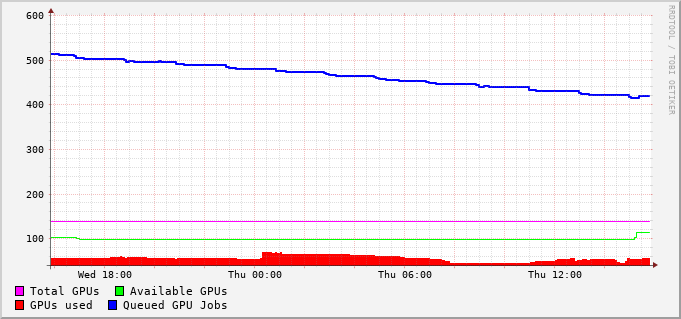 600
500
400
300
200
100
Wed 18:00 Thu 00:00 Thu 06:00 Thu 12:00
Total GPUs Available GPUs
GPUs used Queued GPU Jobs
RRDTOOL / TOBI OETIKER